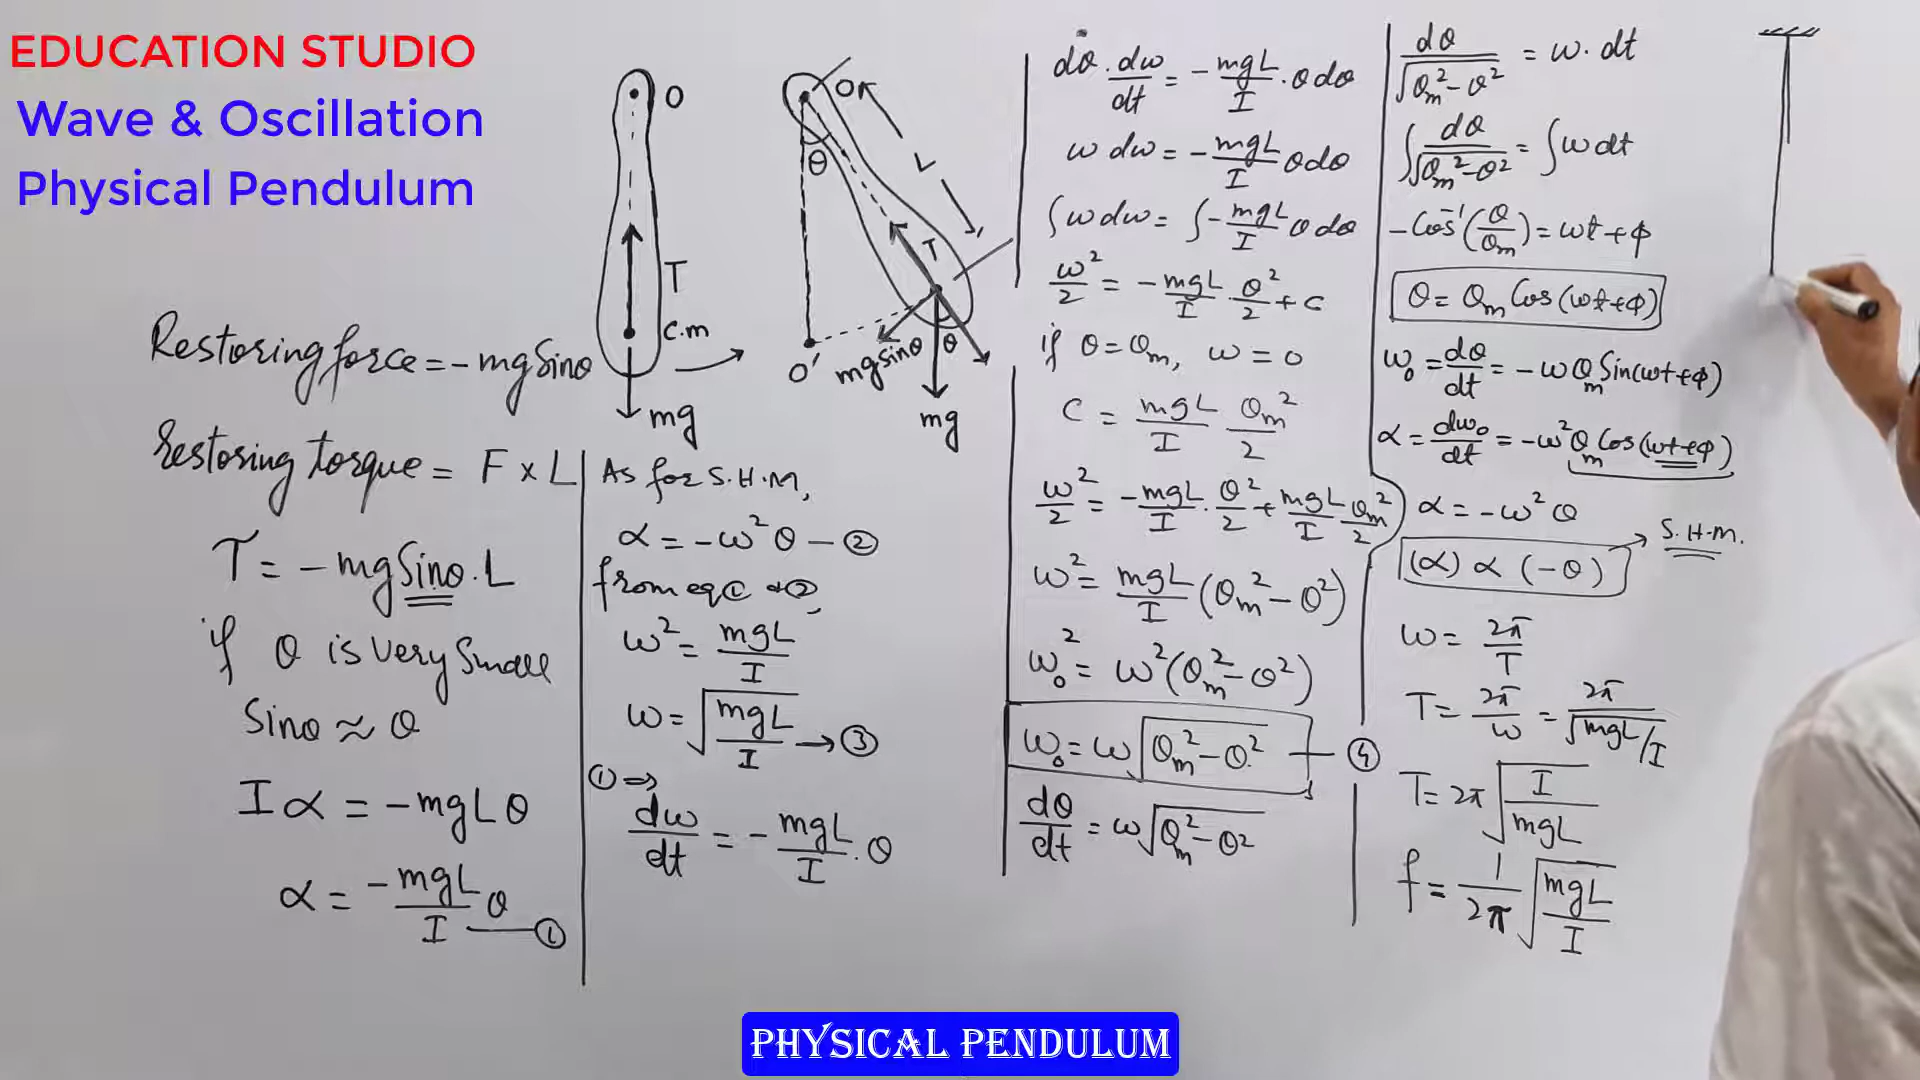 EDUCATION STUDIO
Wave & Oscillation
Physical Pendulum
O
T
C.m
mg
O
θ
L
T
O'
mg sinθ
θ
mg
Restoring force = - mg Sinθ
Restoring torque = F x L
T = - mg Sinθ . L
if θ is very Small
Sinθ ≈ θ
I α = - mg L θ
α = - mgL/I θ — ①
As for S.H.M,
α = - ω² θ — ②
from eq ① & ②,
ω² = mgL/I
ω = √(mgL/I) → ③
① ⇒
dω/dt = - mgL/I . θ
dθ . dω/dt = - mgL/I . θ dθ
ω dω = - mgL/I θ dθ
∫ ω dω = ∫ - mgL/I θ dθ
ω²/2 = - mgL/I . θ²/2 + c
if θ = θm, ω = 0
C = mgL/I θm²/2
ω²/2 = - mgL/I . θ²/2 + mgL/I θm²/2
ω² = mgL/I (θm² - θ²)
ω₀² = ω² (θm² - θ²)
ω₀ = ω √(θm² - θ²) — ④
dθ/dt = ω √(θm² - θ²)
dθ/√(θm² - θ²) = ω . dt
∫ dθ/√(θm² - θ²) = ∫ ω dt
- Cos⁻¹ (θ/θm) = ωt + φ
θ = θm Cos (ωt + φ)
ω₀ = dθ/dt = - ω θm Sin (ωt + φ)
α = dω₀/dt = - ω² θm Cos (ωt + φ)
α = - ω² θ
(α) α (- θ) → S.H.M.
ω = 2π/T
T = 2π/ω = 2π/√(mgL/I)
T = 2π √(I/mgL)
f = 1/2π √(mgL/I)
PHYSICAL PENDULUM